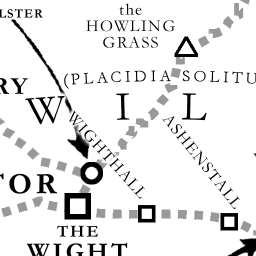 LSTER
the
HOWLING
GRASS
(PLACIDIA SOLITU
RY
W I L
WIGHTHALL
ASHENSTALL
TOR
THE
WIGHT